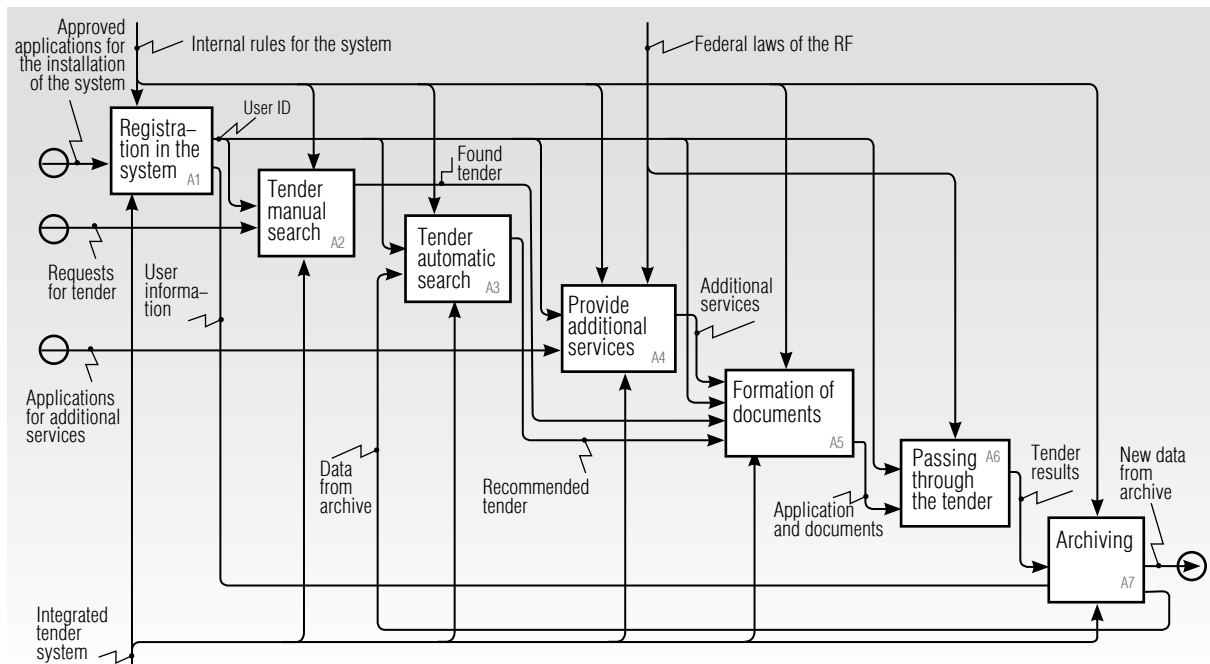 Approved
applications for
the installation
of the system
Internal rules for the system
Federal laws of the RF
User ID
Registra–
tion in the
system
A1
Found
tender
Tender
manual
search
A2
Tender
automatic
search
A3
Requests
for tender
User
informa–
tion
Additional
services
Provide
additional
services
A4
Applications
for additional
services
Formation of
documents
A5
Data
from
archive
Recommended
tender
Application
and documents
Passing
through
the tender
A6
Tender
results
New data
from
archive
Archiving
A7
Integrated
tender
system